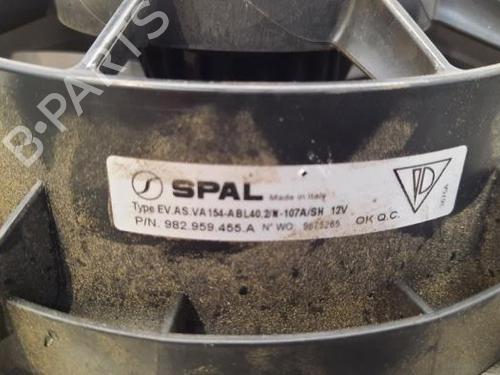 B-PARTS
SPAL Made in Italy
Type EV.AS.VA154-ABL40.2/N-107A/SH 12V
P/N. 982.959.455.A N° WO: 9675265 OK Q.C.